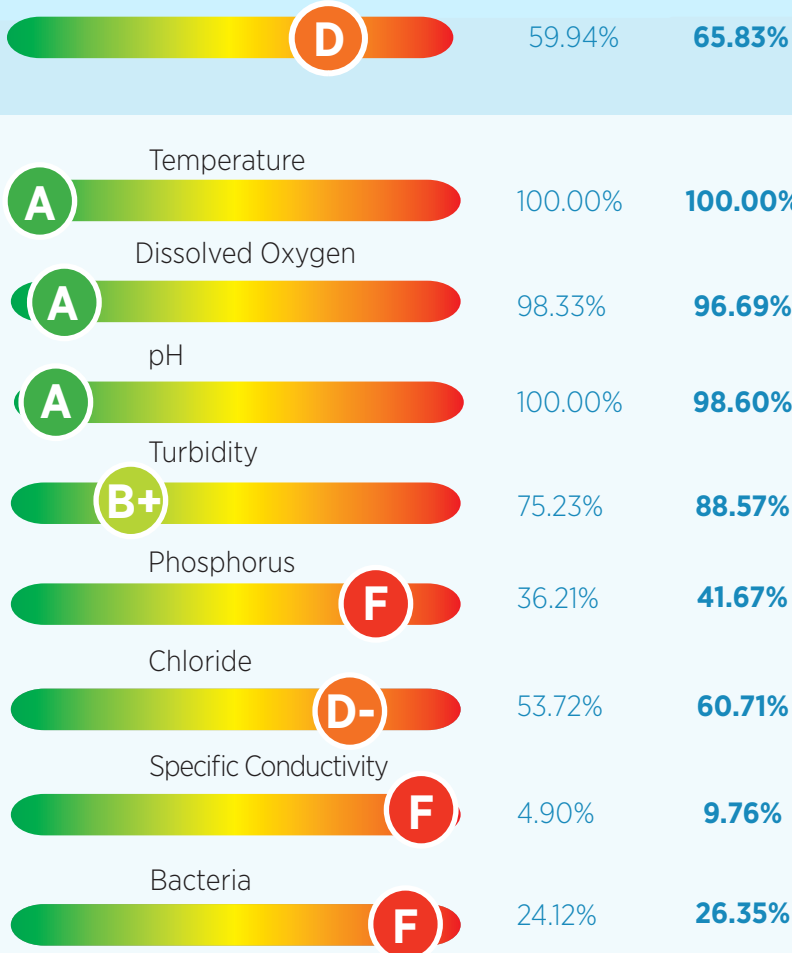 D 59.94% 65.83%
Temperature
A 100.00% 100.00%
Dissolved Oxygen
A 98.33% 96.69%
pH
A 100.00% 98.60%
Turbidity
B+ 75.23% 88.57%
Phosphorus
F 36.21% 41.67%
Chloride
D- 53.72% 60.71%
Specific Conductivity
F 4.90% 9.76%
Bacteria
F 24.12% 26.35%